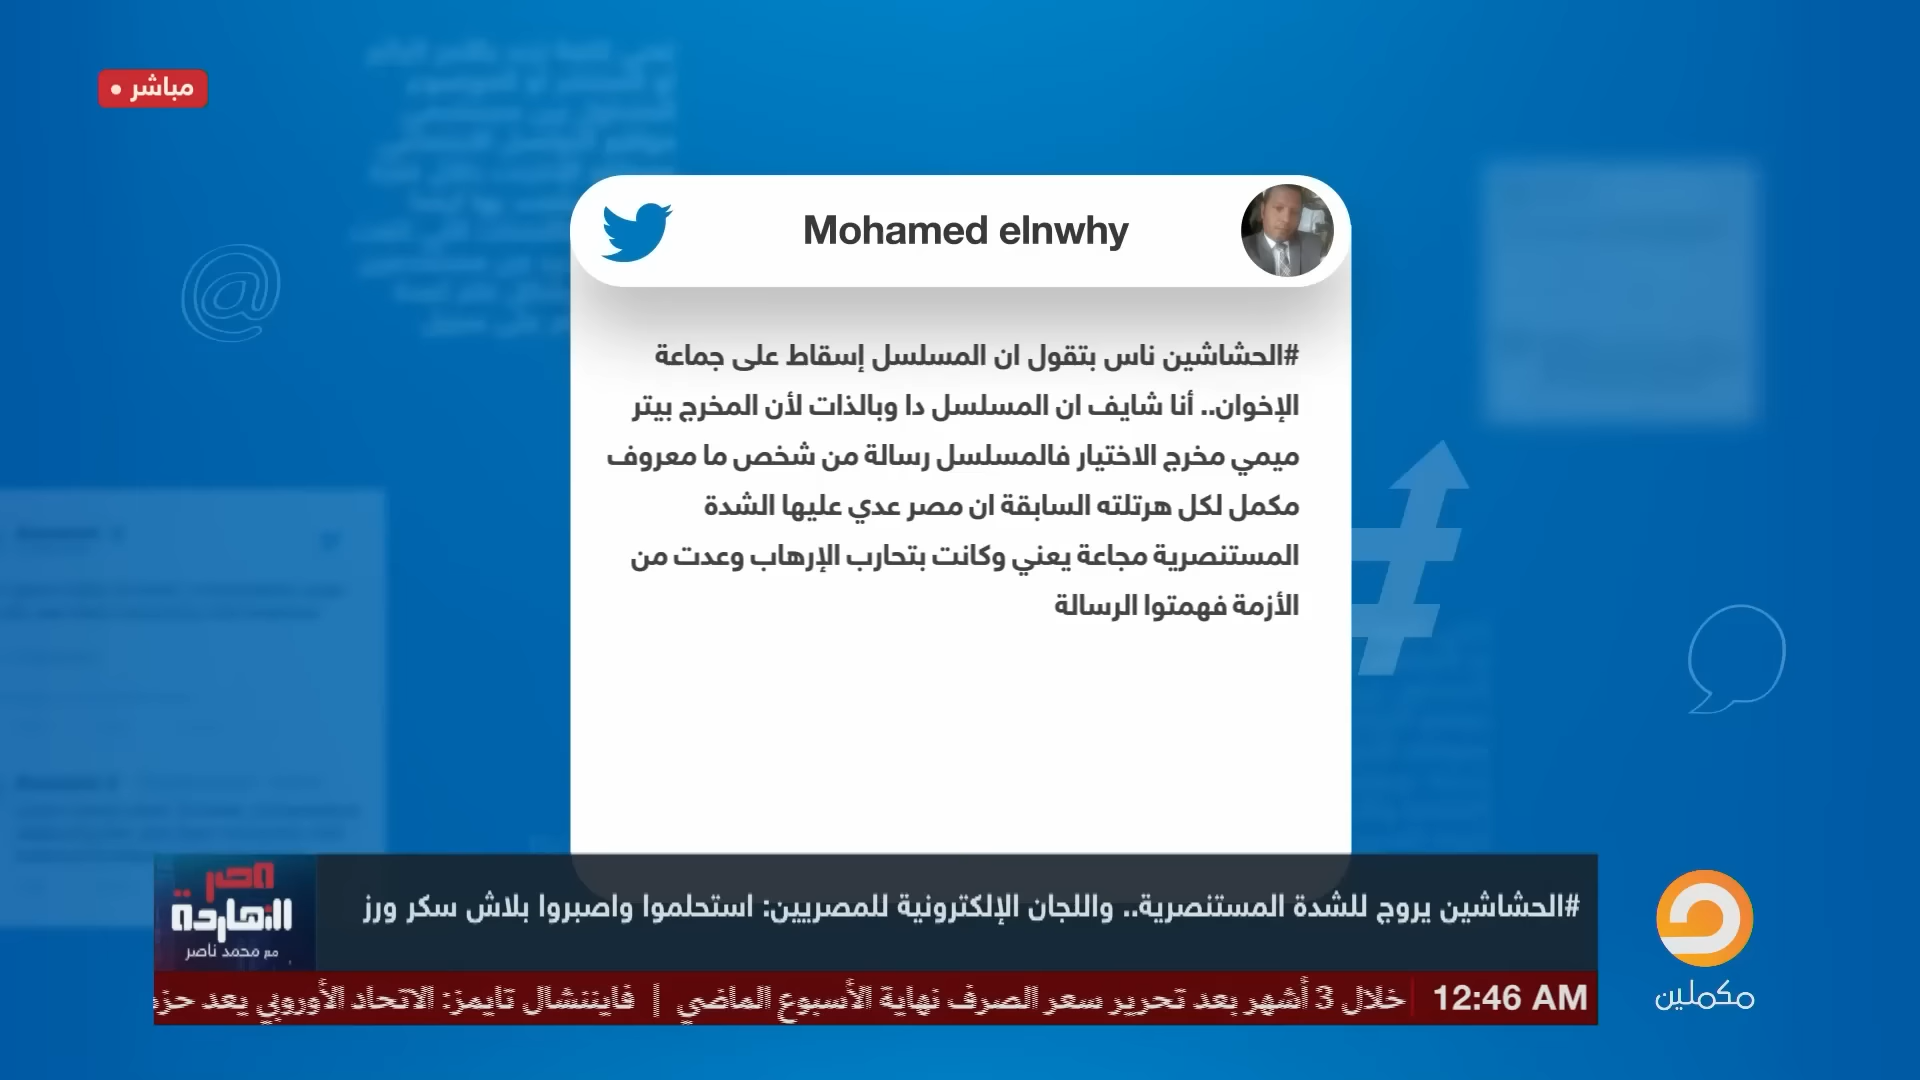 مباشر
Mohamed elnwhy
#الحشاشين ناس بتقول ان المسلسل إسقاط على جماعة
الإخوان.. أنا شايف ان المسلسل دا وبالذات لأن المخرج بيتر
ميمي مخرج الاختيار فالمسلسل رسالة من شخص ما معروف
مكمل لكل هرتلته السابقة ان مصر عدي عليها الشدة
المستنصرية مجاعة يعني وكانت بتحارب الإرهاب وعدت من
الأزمة فهمتوا الرسالة
#الحشاشين يروج للشدة المستنصرية.. واللجان الإلكترونية للمصريين: استحلموا واصبروا بلاش سكر ورز
مصر
النهاردة
مع محمد ناصر
12:46 AM
خلال 3 أشهر بعد تحرير سعر الصرف نهاية الأسبوع الماضي | فايننشال تايمز: الاتحاد الأوروبي يعد
مكملين